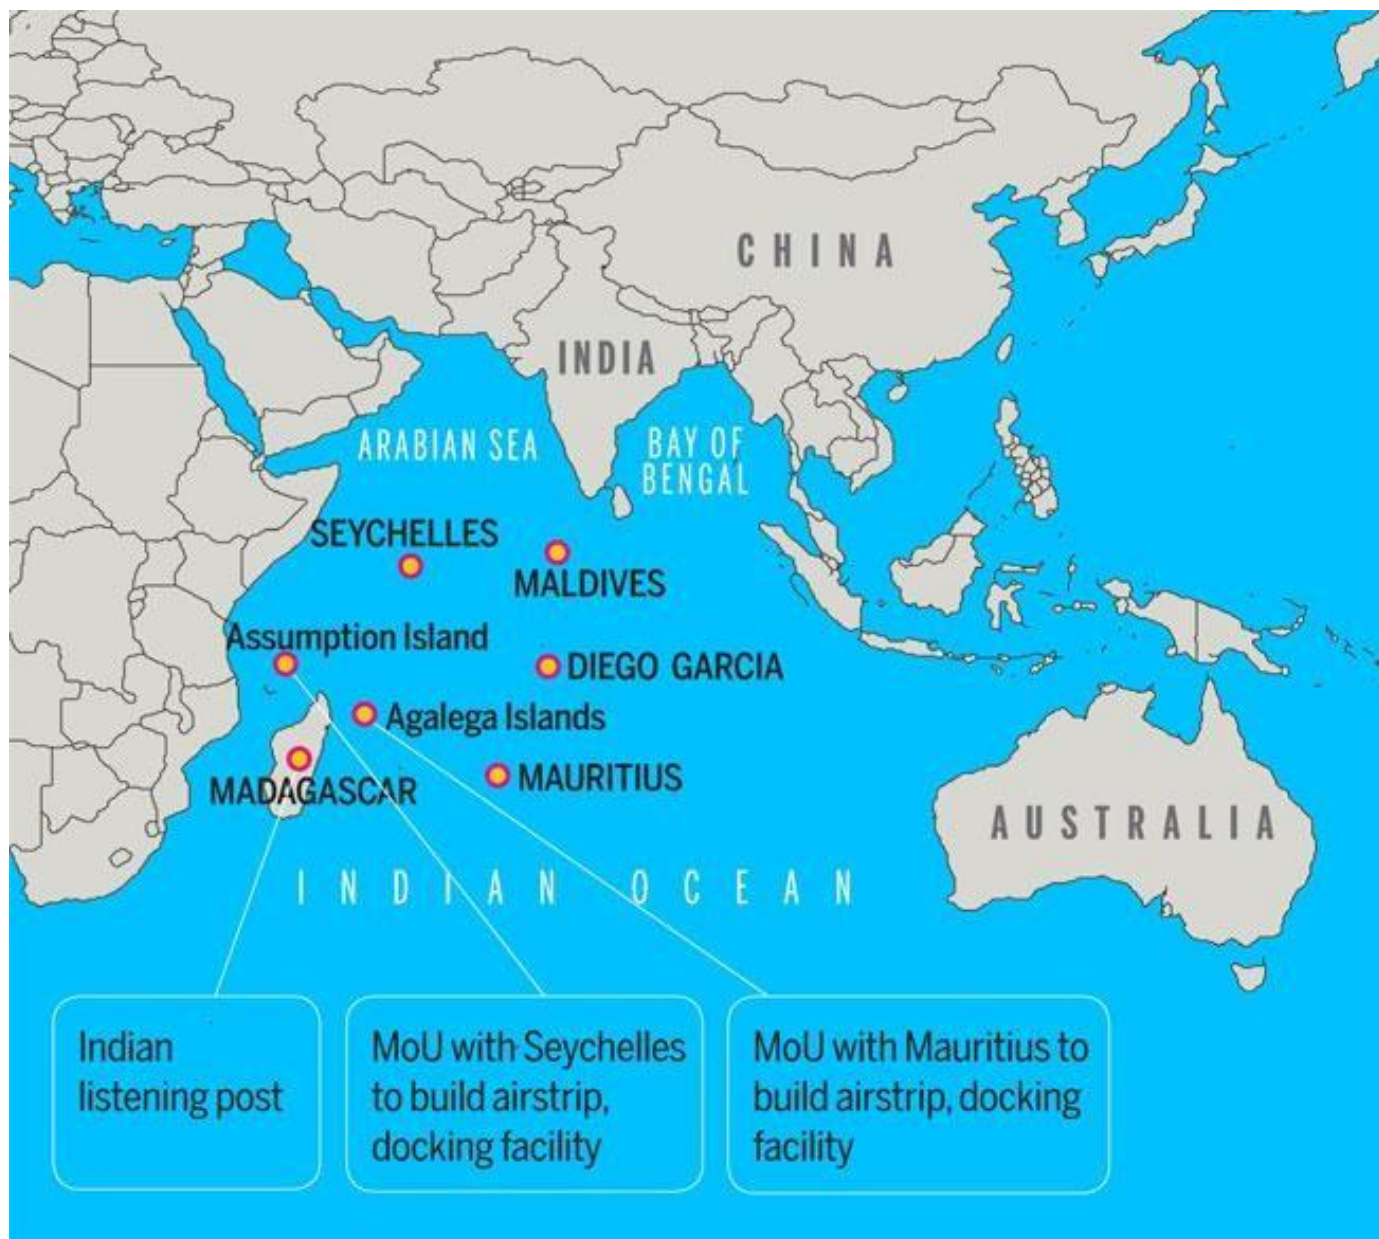 CHINA
INDIA
ARABIAN SEA
BAY OF
BENGAL
SEYCHELLES
MALDIVES
Assumption Island
DIEGO GARCIA
Agalega Islands
MAURITIUS
MADAGASCAR
AUSTRALIA
INDIAN OCEAN
Indian
listening post
MoU with Seychelles
to build airstrip,
docking facility
MoU with Mauritius to
build airstrip, docking
facility